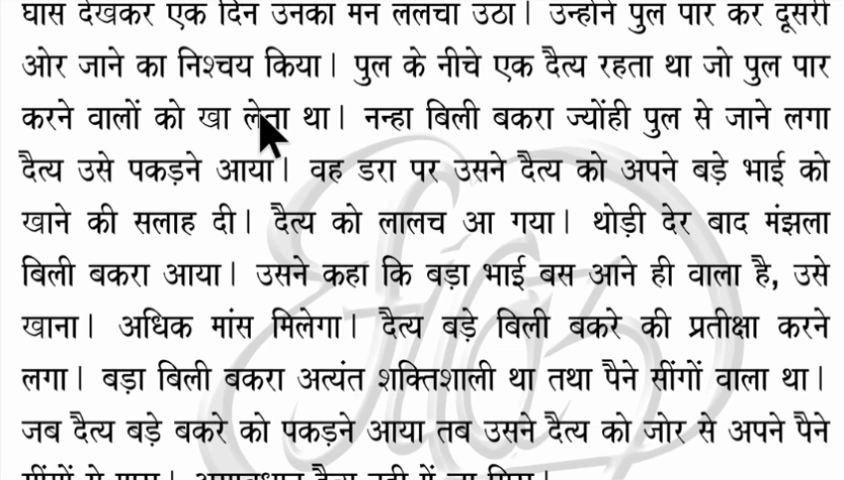 घास देखकर एक दिन उनका मन ललचा उठा। उन्होंने पुल पार कर दूसरी
ओर जाने का निश्चय किया। पुल के नीचे एक दैत्य रहता था जो पुल पार
करने वालों को खा लेता था। नन्हा बिली बकरा ज्योंही पुल से जाने लगा
दैत्य उसे पकड़ने आया। वह डरा पर उसने दैत्य को अपने बड़े भाई को
खाने की सलाह दी। दैत्य को लालच आ गया। थोड़ी देर बाद मंझला
बिली बकरा आया। उसने कहा कि बड़ा भाई बस आने ही वाला है, उसे
खाना। अधिक मांस मिलेगा। दैत्य बड़े बिली बकरे की प्रतीक्षा करने
लगा। बड़ा बिली बकरा अत्यंत शक्तिशाली था तथा पैने सींगों वाला था।
जब दैत्य बड़े बकरे को पकड़ने आया तब उसने दैत्य को जोर से अपने पैने